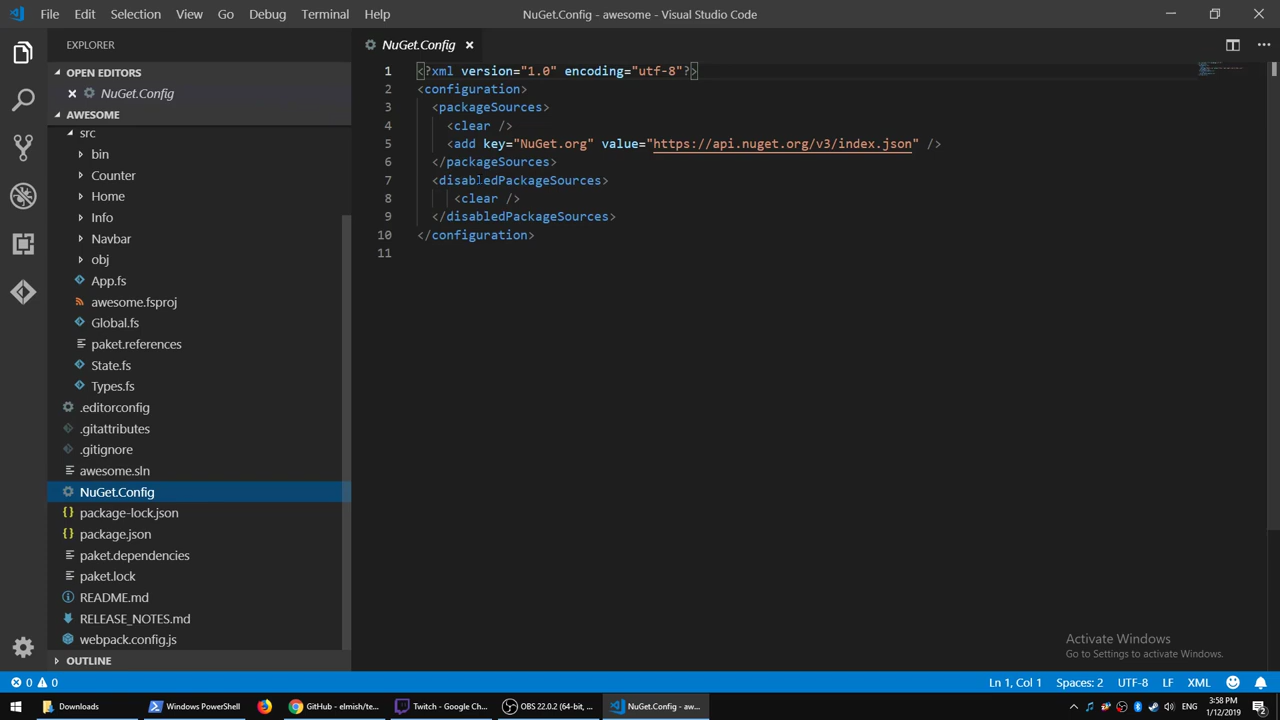 File Edit Selection View Go Debug Terminal Help
NuGet.Config - awesome - Visual Studio Code
EXPLORER
OPEN EDITORS
NuGet.Config
AWESOME
src
bin
Counter
Home
Info
Navbar
obj
App.fs
awesome.fsproj
Global.fs
paket.references
State.fs
Types.fs
.editorconfig
.gitattributes
.gitignore
awesome.sln
NuGet.Config
package-lock.json
package.json
paket.dependencies
paket.lock
README.md
RELEASE_NOTES.md
webpack.config.js
OUTLINE
NuGet.Config
1 <?xml version="1.0" encoding="utf-8"?>
2 <configuration>
3 <packageSources>
4 <clear />
5 <add key="NuGet.org" value="https://api.nuget.org/v3/index.json" />
6 </packageSources>
7 <disabledPackageSources>
8 <clear />
9 </disabledPackageSources>
10 </configuration>
11
Activate Windows
Go to Settings to activate Windows.
0 0
Ln 1, Col 1 Spaces: 2 UTF-8 LF XML
Downloads
Windows PowerShell
GitHub - elmish/te...
Twitch - Google Ch...
OBS 22.0.2 (64-bit, ...
NuGet.Config - aw...
ENG
3:58 PM
1/12/2019
2